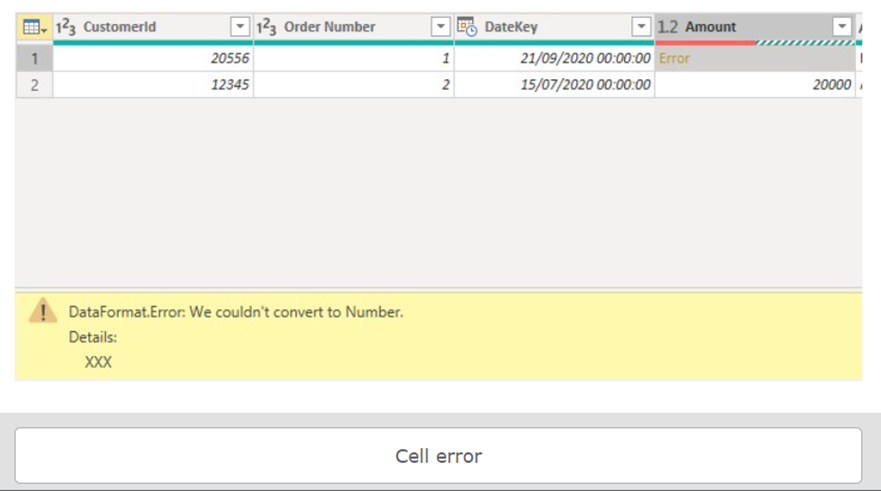 1²₃ CustomerId 1²₃ Order Number DateKey 1.2 Amount
1 20556 1 21/09/2020 00:00:00 Error
2 12345 2 15/07/2020 00:00:00 20000
DataFormat.Error: We couldn't convert to Number.
Details:
XXX
Cell error